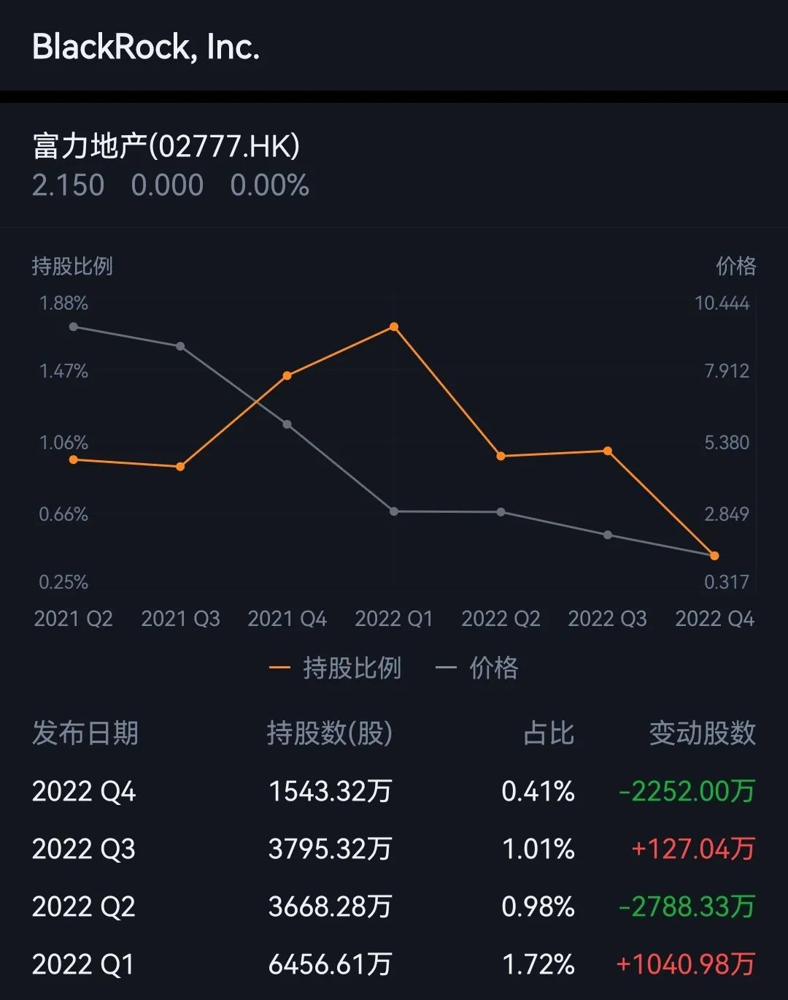 BlackRock, Inc.
富力地产(02777.HK)
2.150 0.000 0.00%
持股比例 价格
1.88% 10.444
1.47% 7.912
1.06% 5.380
0.66% 2.849
0.25% 0.317
2021 Q2 2021 Q3 2021 Q4 2022 Q1 2022 Q2 2022 Q3 2022 Q4
持股比例 价格
发布日期 持股数(股) 占比 变动股数
2022 Q4 1543.32万 0.41% -2252.00万
2022 Q3 3795.32万 1.01% +127.04万
2022 Q2 3668.28万 0.98% -2788.33万
2022 Q1 6456.61万 1.72% +1040.98万